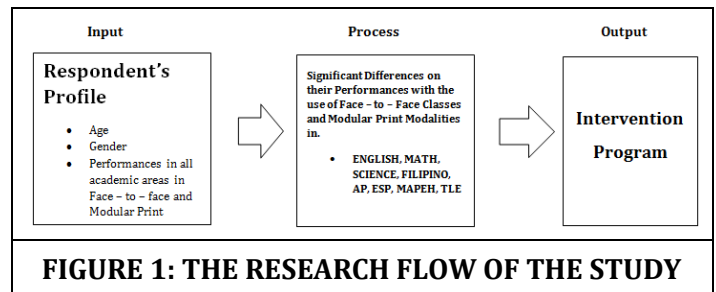 Input
Process
Output
Respondent's
Profile
• Age
• Gender
• Performances in all
academic areas in
Face – to – face and
Modular Print
Significant Differences on
their Performances with the
use of Face – to – Face Classes
and Modular Print Modalities
in.
• ENGLISH, MATH,
SCIENCE, FILIPINO,
AP, ESP, MAPEH, TLE
Intervention
Program
FIGURE 1: THE RESEARCH FLOW OF THE STUDY